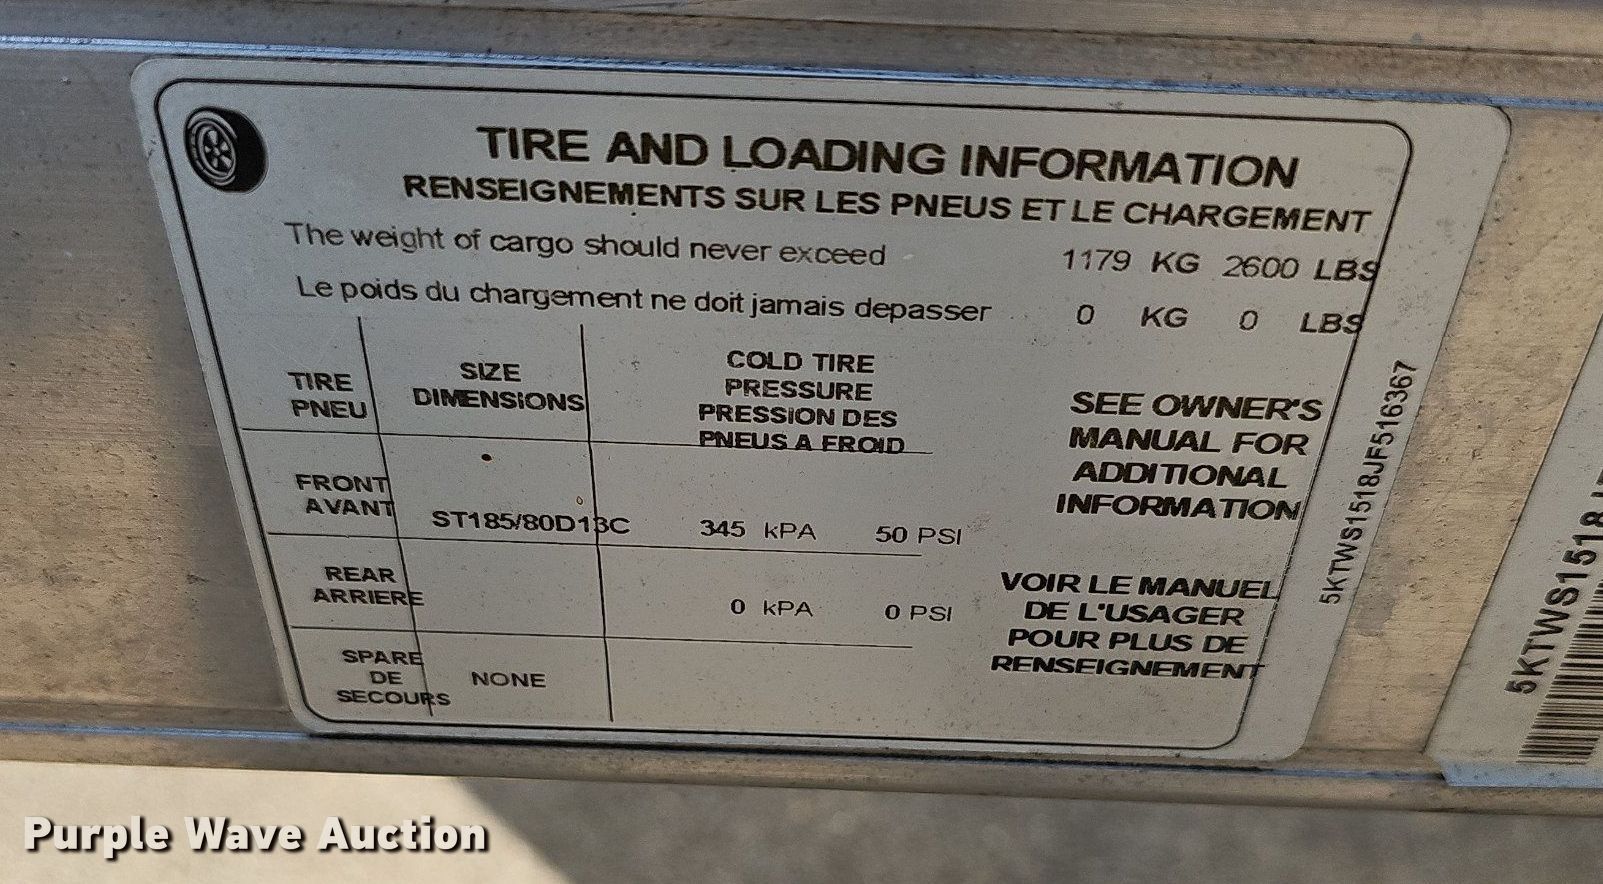 TIRE AND LOADING INFORMATION
RENSEIGNEMENTS SUR LES PNEUS ET LE CHARGEMENT
The weight of cargo should never exceed 1179 KG 2600 LBS
Le poids du chargement ne doit jamais depasser 0 KG 0 LBS
TIRE
PNEU
SIZE
DIMENSIONS
COLD TIRE
PRESSURE
PRESSION DES
PNEUS A FROID
FRONT
AVANT
ST185/80D13C 345 kPA 50 PSI
REAR
ARRIERE
0 kPA 0 PSI
SPARE
DE
SECOURS
NONE
SEE OWNER'S
MANUAL FOR
ADDITIONAL
INFORMATION
VOIR LE MANUEL
DE L'USAGER
POUR PLUS DE
RENSEIGNEMENT
5KTWS1518JF516367
5KTWS1518
Purple Wave Auction